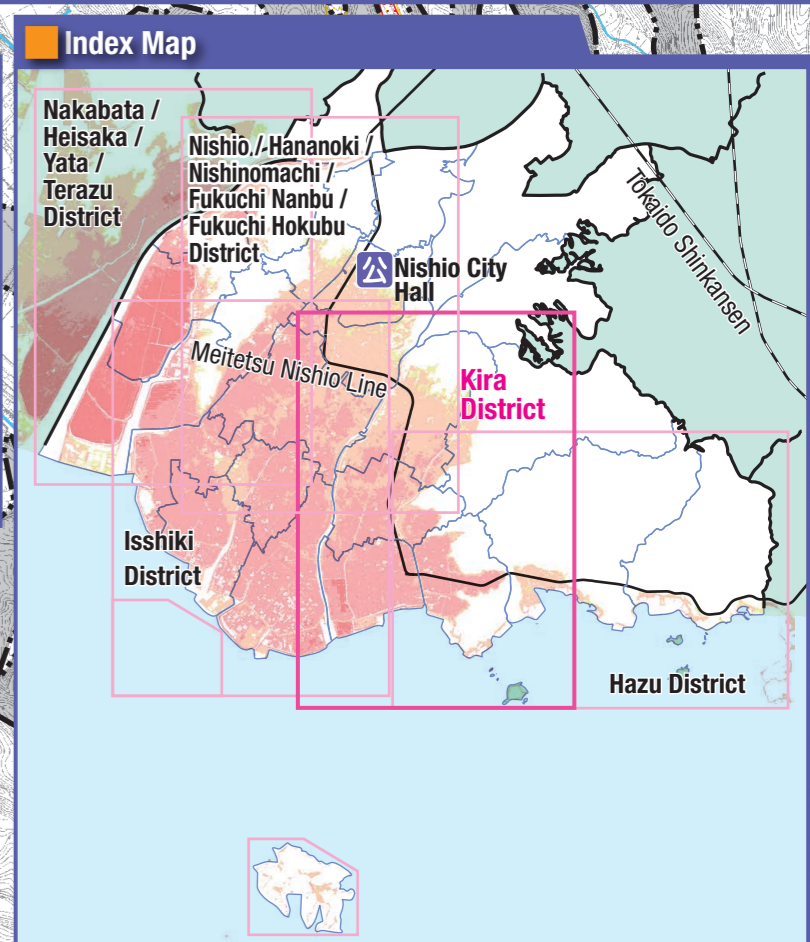 Index Map
Nakabata /
Heisaka /
Yata /
Terazu
District
Nishio / Hananoki /
Nishinomachi /
Fukuchi Nanbu /
Fukuchi Hokubu
District
公 Nishio City
Hall
Tokaido Shinkansen
Meitetsu Nishio Line
Kira
District
Isshiki
District
Hazu District